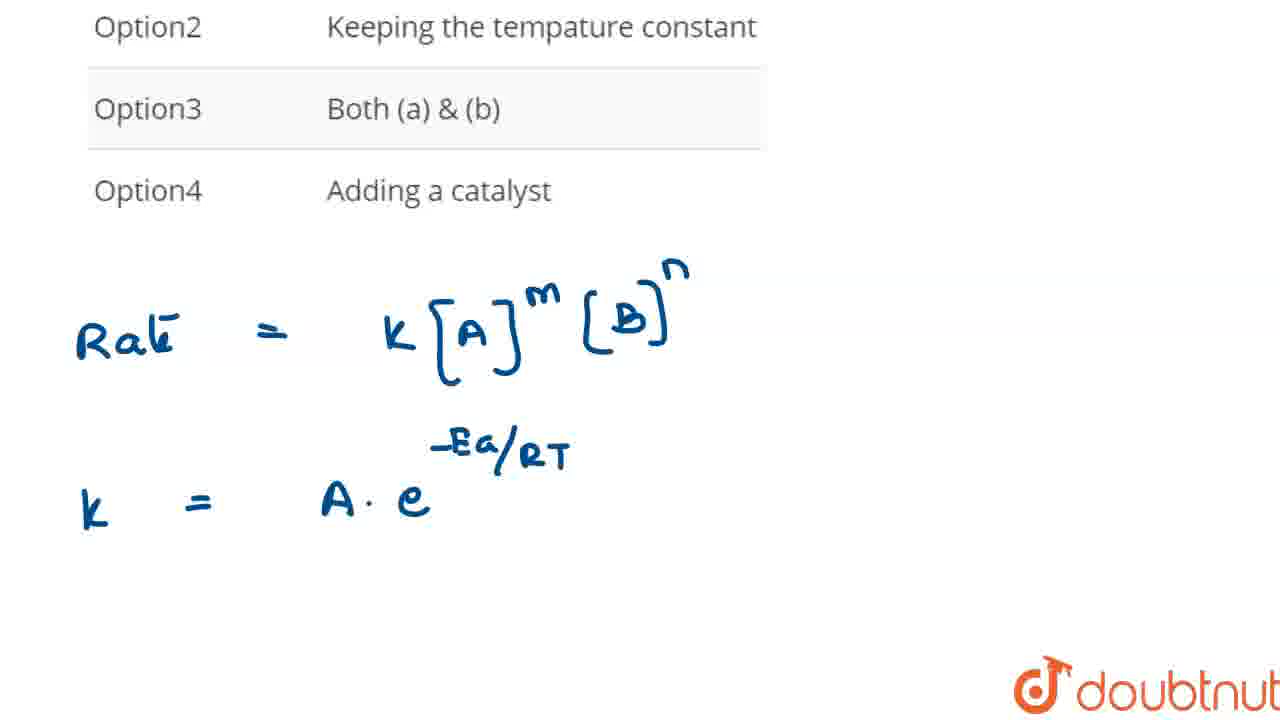 Option2 Keeping the tempature constant
Option3 Both (a) & (b)
Option4 Adding a catalyst
Rate = K[A]^m [B]^n
k = A. e^-Ea/RT
doubtnut